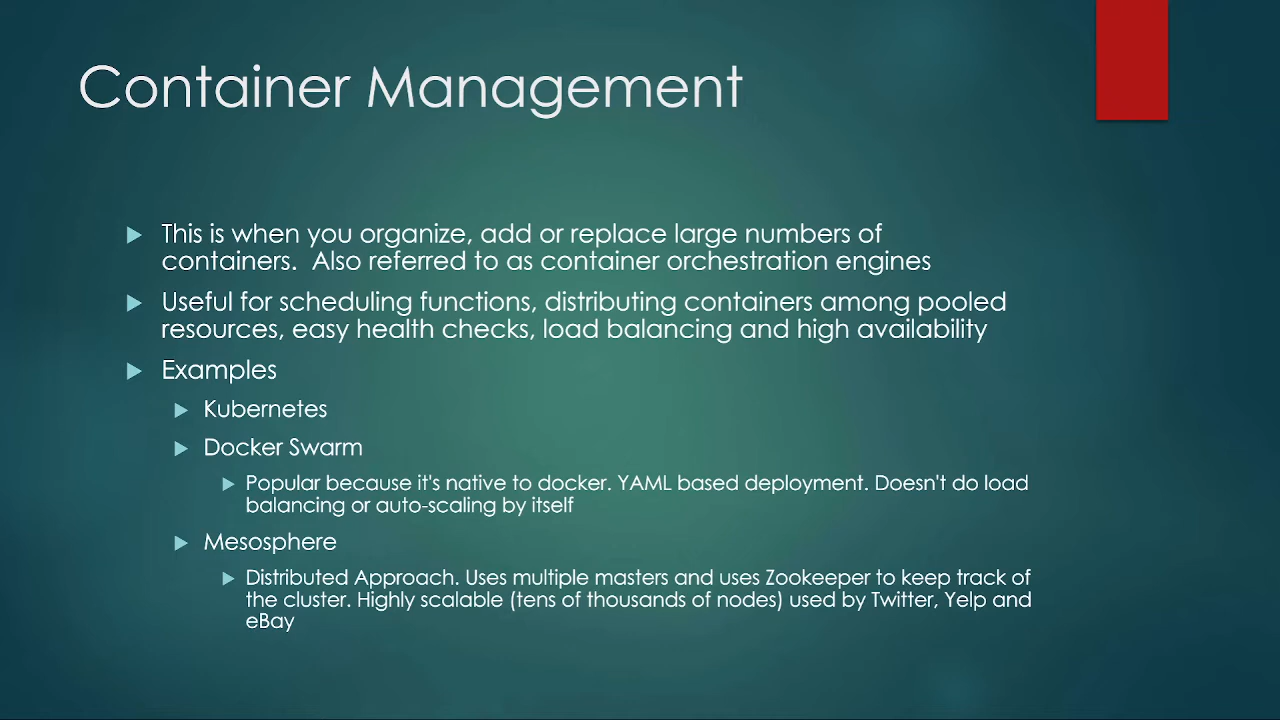 Container Management
This is when you organize, add or replace large numbers of
containers.  Also referred to as container orchestration engines
Useful for scheduling functions, distributing containers among pooled
resources, easy health checks, load balancing and high availability
Examples
Kubernetes
Docker Swarm
Popular because it's native to docker. YAML based deployment. Doesn't do load
balancing or auto-scaling by itself
Mesosphere
Distributed Approach. Uses multiple masters and uses Zookeeper to keep track of
the cluster. Highly scalable (tens of thousands of nodes) used by Twitter, Yelp and
eBay